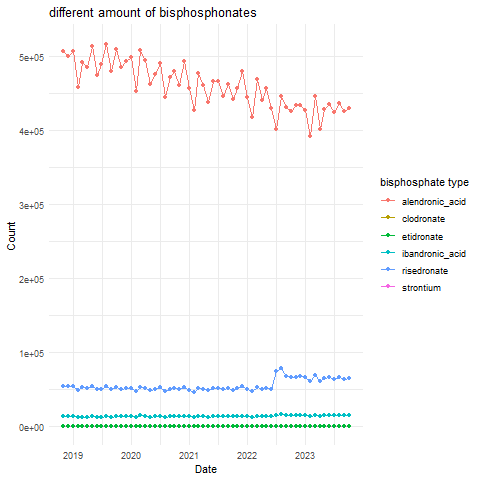 different amount of bisphosphonates
5e+05
4e+05
3e+05
2e+05
1e+05
0e+00
Count
2019 2020 2021 2022 2023
Date
bisphosphate type
alendronic_acid
clodronate
etidronate
ibandronic_acid
risedronate
strontium